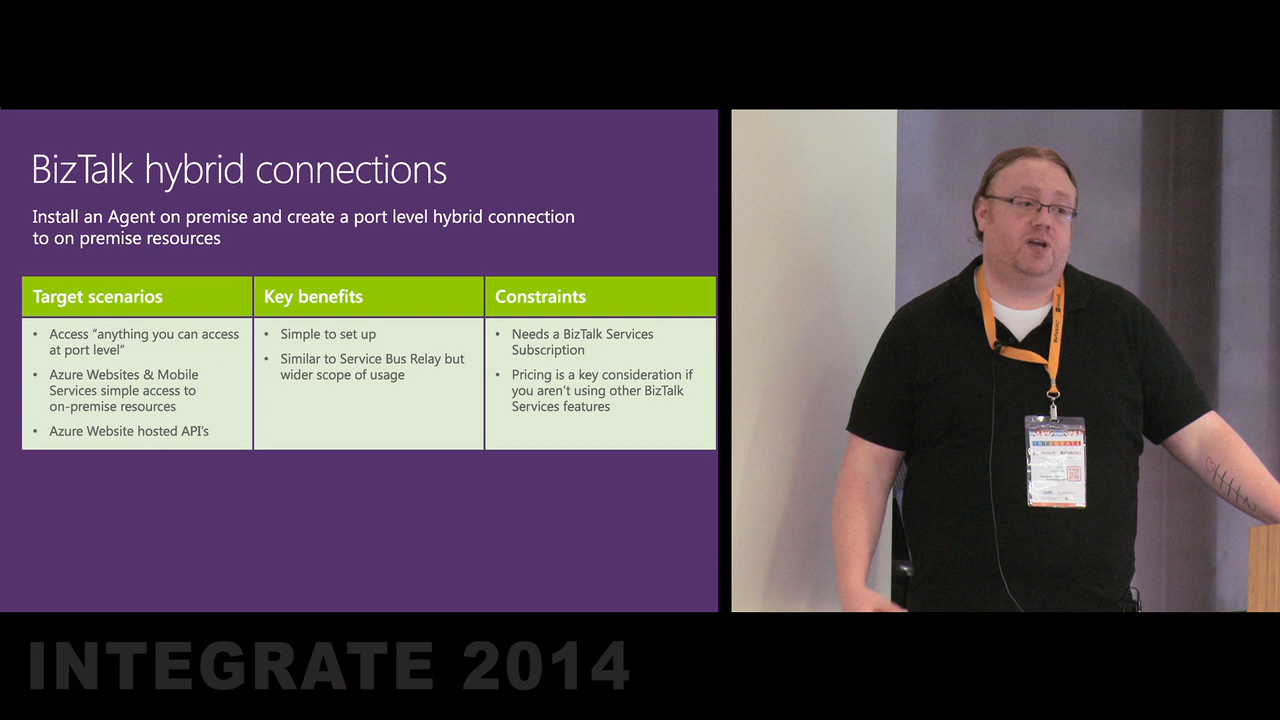 BizTalk hybrid connections
Install an Agent on premise and create a port level hybrid connection
to on premise resources
Target scenarios
• Access “anything you can access
at port level”
• Azure Websites & Mobile
Services simple access to
on-premise resources
• Azure Website hosted API’s
Key benefits
• Simple to set up
• Similar to Service Bus Relay but
wider scope of usage
Constraints
• Needs a BizTalk Services
Subscription
• Pricing is a key consideration if
you aren’t using other BizTalk
Services features
INTEGRATE
INTEGRATE 2014